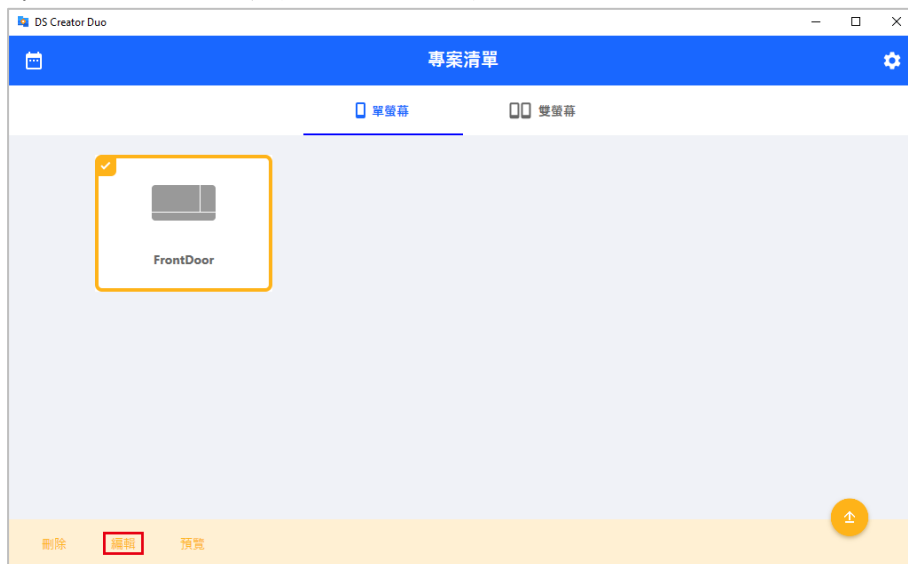 DS Creator Duo
專案清單
單螢幕
雙螢幕
FrontDoor
刪除 編輯 預覽